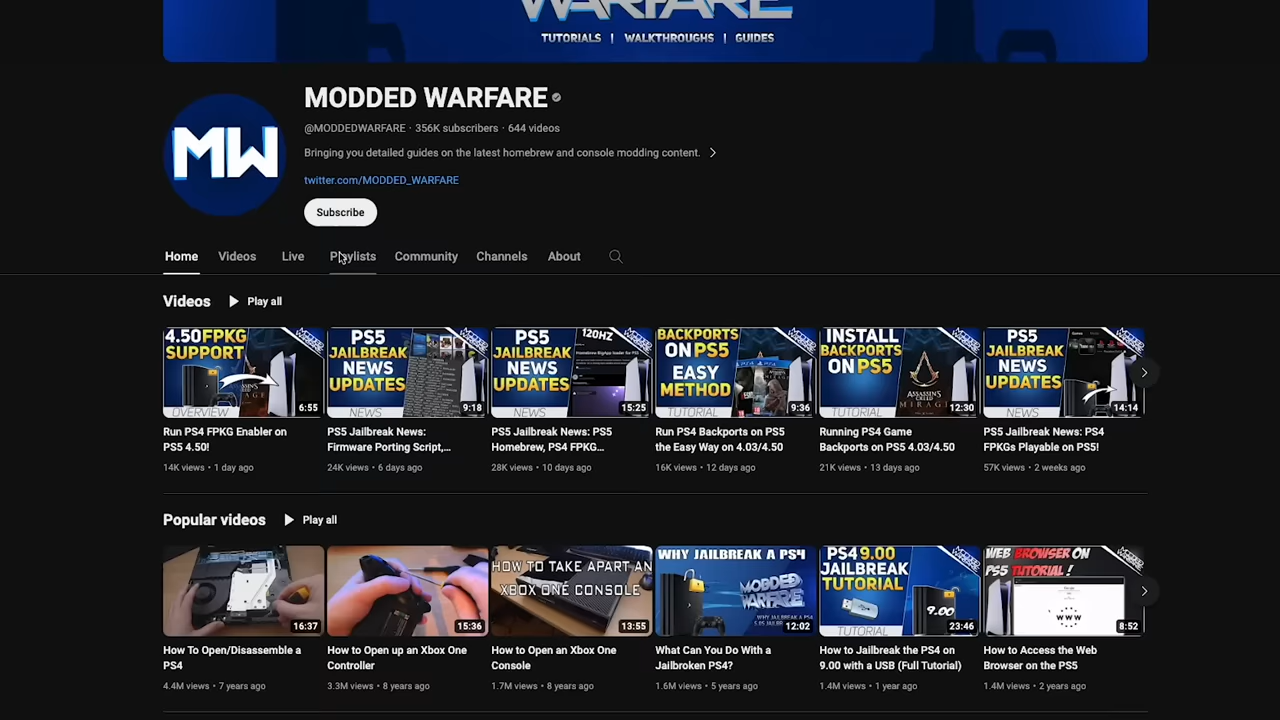 WARFARE
TUTORIALS | WALKTHROUGHS | GUIDES
MW
MODDED WARFARE
@MODDEDWARFARE · 356K subscribers · 644 videos
Bringing you detailed guides on the latest homebrew and console modding content.
twitter.com/MODDED_WARFARE
Subscribe
Home Videos Live Playlists Community Channels About
Videos Play all
4.50 FPKG
SUPPORT
OVERVIEW
6:55
PS5
JAILBREAK
NEWS
UPDATES
NEWS
9:18
PS5
JAILBREAK
NEWS
UPDATES
120HZ
NEWS
15:25
BACKPORTS
ON PS5
EASY
METHOD
TUTORIAL
9:36
INSTALL
BACKPORTS
ON PS5
TUTORIAL
12:30
PS5
JAILBREAK
NEWS
UPDATES
NEWS
14:14
Run PS4 FPKG Enabler on
PS5 4.50!
14K views • 1 day ago
PS5 Jailbreak News:
Firmware Porting Script,...
24K views • 6 days ago
PS5 Jailbreak News: PS5
Homebrew, PS4 FPKG...
28K views • 10 days ago
Run PS4 Backports on PS5
the Easy Way on 4.03/4.50
16K views • 12 days ago
Running PS4 Game
Backports on PS5 4.03/4.50
21K views • 13 days ago
PS5 Jailbreak News: PS4
FPKGs Playable on PS5!
57K views • 2 weeks ago
Popular videos Play all
16:37
15:36
HOW TO TAKE APART AN
XBOX ONE CONSOLE
13:55
WHY JAILBREAK A PS4
MODDED
WARFARE
12:02
PS4 9.00
JAILBREAK
TUTORIAL
9.00
TUTORIAL
23:46
WEB BROWSER ON
PS5 TUTORIAL !
WWW
8:52
How To Open/Disassemble a
PS4
4.4M views • 7 years ago
How to Open up an Xbox One
Controller
3.3M views • 8 years ago
How to Open an Xbox One
Console
1.7M views • 8 years ago
What Can You Do With a
Jailbroken PS4?
1.6M views • 5 years ago
How to Jailbreak the PS4 on
9.00 with a USB (Full Tutorial)
1.4M views • 1 year ago
How to Access the Web
Browser on the PS5
1.4M views • 2 years ago